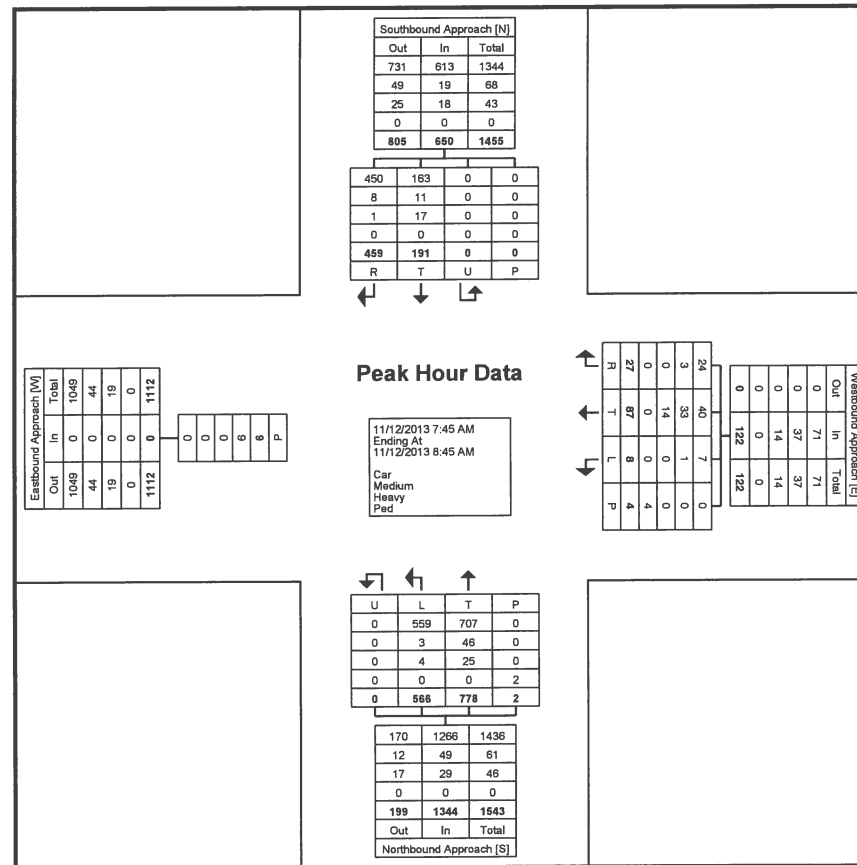 Southbound Approach [N]
Out In Total
731 613 1344
49 19 68
25 18 43
0 0 0
805 650 1455
450 163 0 0
8 11 0 0
1 17 0 0
0 0 0 0
459 191 0 0
R T U P
Eastbound Approach [W]
Out In Total
1049 0 1049
44 0 44
19 0 19
0 0 0
1112 0 1112
0
0
0
6
6
P
Peak Hour Data
11/12/2013 7:45 AM
Ending At
11/12/2013 8:45 AM
Car
Medium
Heavy
Ped
R 27 0 0 3 24
T 87 0 14 33 40
L 8 0 0 1 7
P 4 4 0 0 0
Westbound Approach [E]
Out In Total
0 71 71
0 37 37
0 14 14
0 0 0
0 122 122
U L T P
0 559 707 0
0 3 46 0
0 4 25 0
0 0 0 2
0 566 778 2
170 1266 1436
12 49 61
17 29 46
0 0 0
199 1344 1543
Out In Total
Northbound Approach [S]